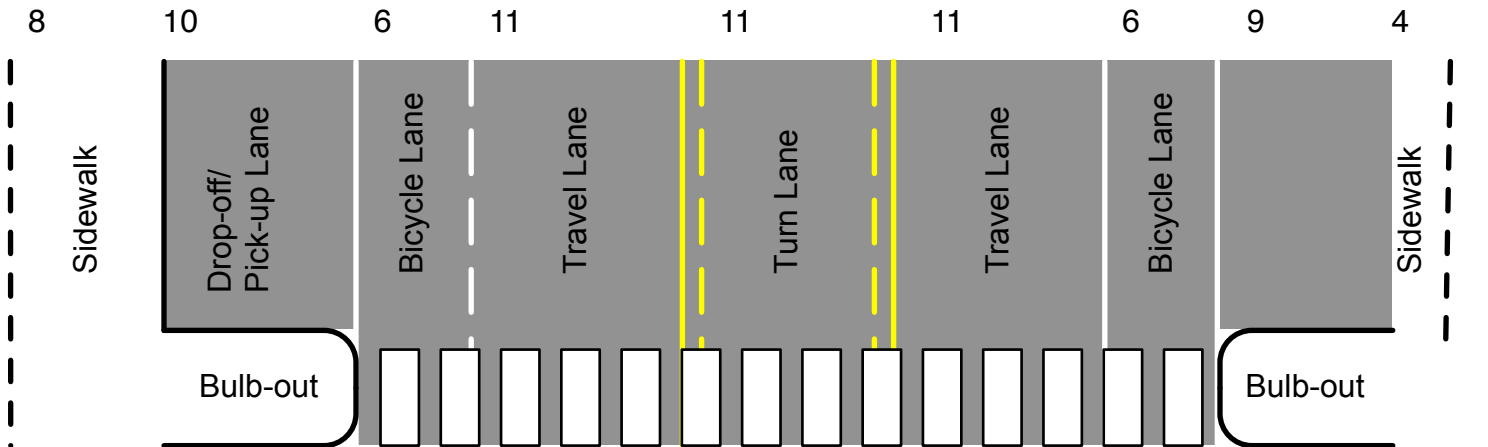 8 10 6 11 11 11 6 9 4
Sidewalk
Drop-off/
Pick-up Lane
Bicycle Lane
Travel Lane
Turn Lane
Travel Lane
Bicycle Lane
Sidewalk
Bulb-out
Bulb-out